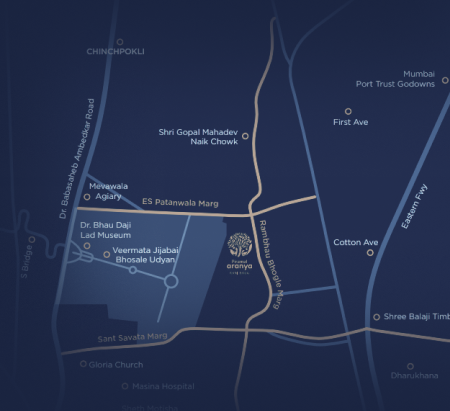 CHINCHPOKLI
Mumbai
Port Trust Godowns
First Ave
Shri Gopal Mahadev
Naik Chowk
Dr. Babasaheb Ambedkar Road
Mevawala
Agiary
ES Patanwala Marg
Eastern Fwy
Dr. Bhau Daji
Lad Museum
Veermata Jijabai
Bhosale Udyan
S Bridge
Piramal
aranya
Rambhau Bhogle Marg
Cotton Ave
Shree Balaji Timb
Sant Savata Marg
Gloria Church
Masina Hospital
Dharukhana